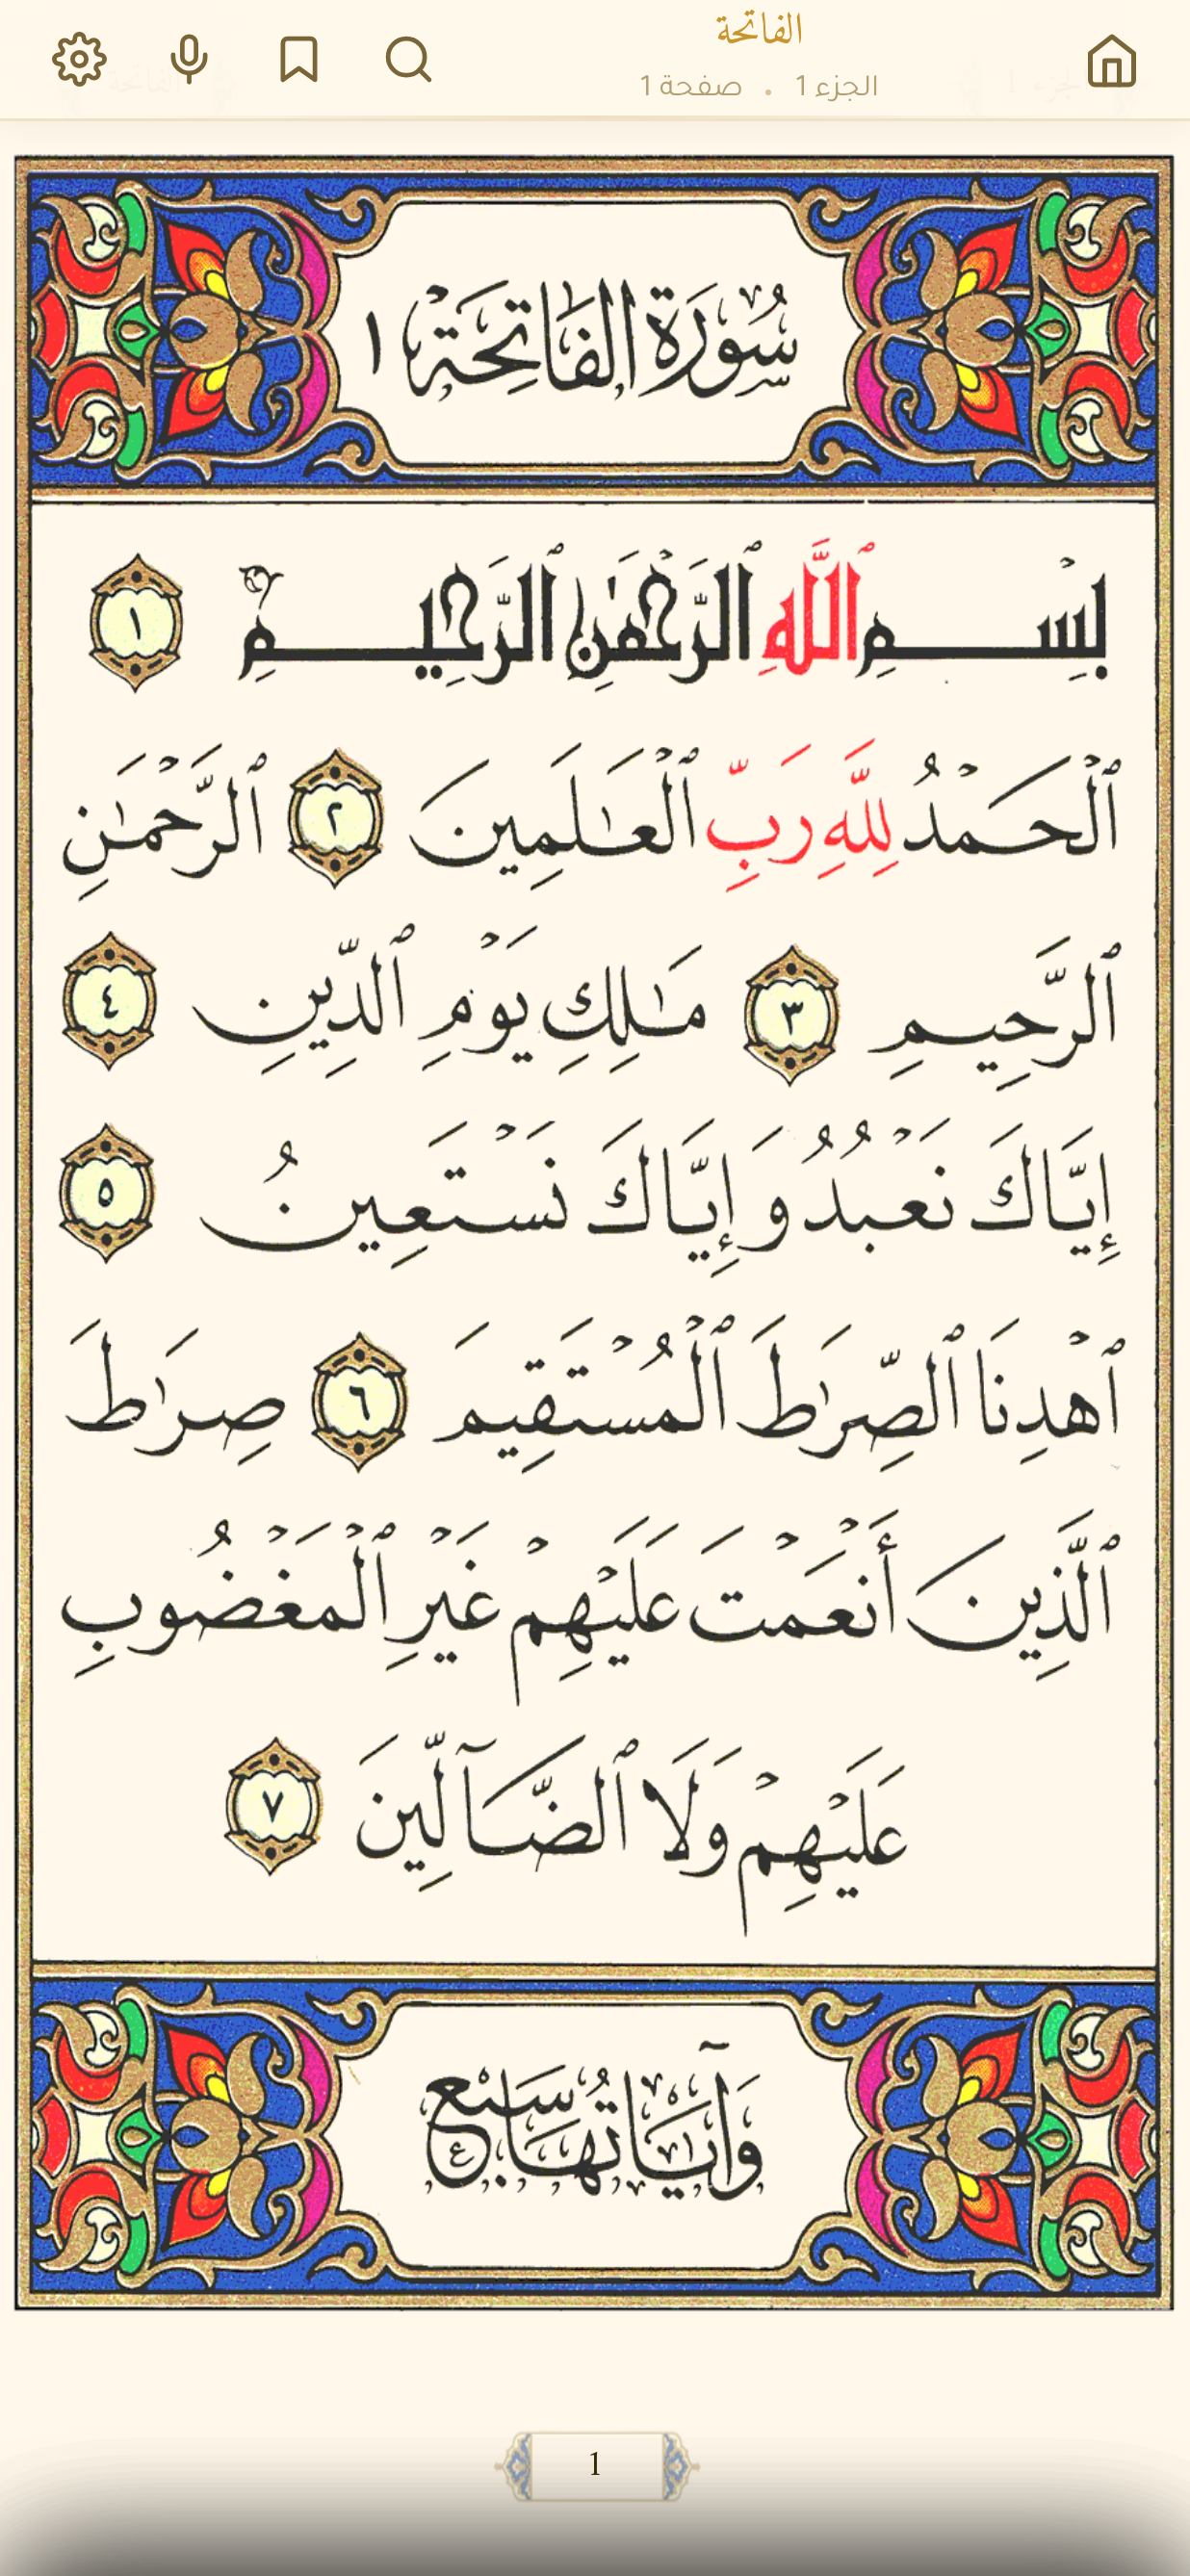 الفاتحة
الجزء 1 • صفحة 1
سُورَةُ الفَاتِحَةِ ١
بِسْمِ ٱللَّهِ ٱلرَّحْمَٰنِ ٱلرَّحِيمِ ١
ٱلْحَمْدُ لِلَّهِ رَبِّ ٱلْعَٰلَمِينَ ٢ ٱلرَّحْمَٰنِ
ٱلرَّحِيمِ ٣ مَٰلِكِ يَوْمِ ٱلدِّينِ ٤
إِيَّاكَ نَعْبُدُ وَإِيَّاكَ نَسْتَعِينُ ٥
ٱهْدِنَا ٱلصِّرَٰطَ ٱلْمُسْتَقِيمَ ٦ صِرَٰطَ
ٱلَّذِينَ أَنْعَمْتَ عَلَيْهِمْ غَيْرِ ٱلْمَغْضُوبِ
عَلَيْهِمْ وَلَا ٱلضَّآلِّينَ ٧
وَآيَاتُهَا سَبْع
1